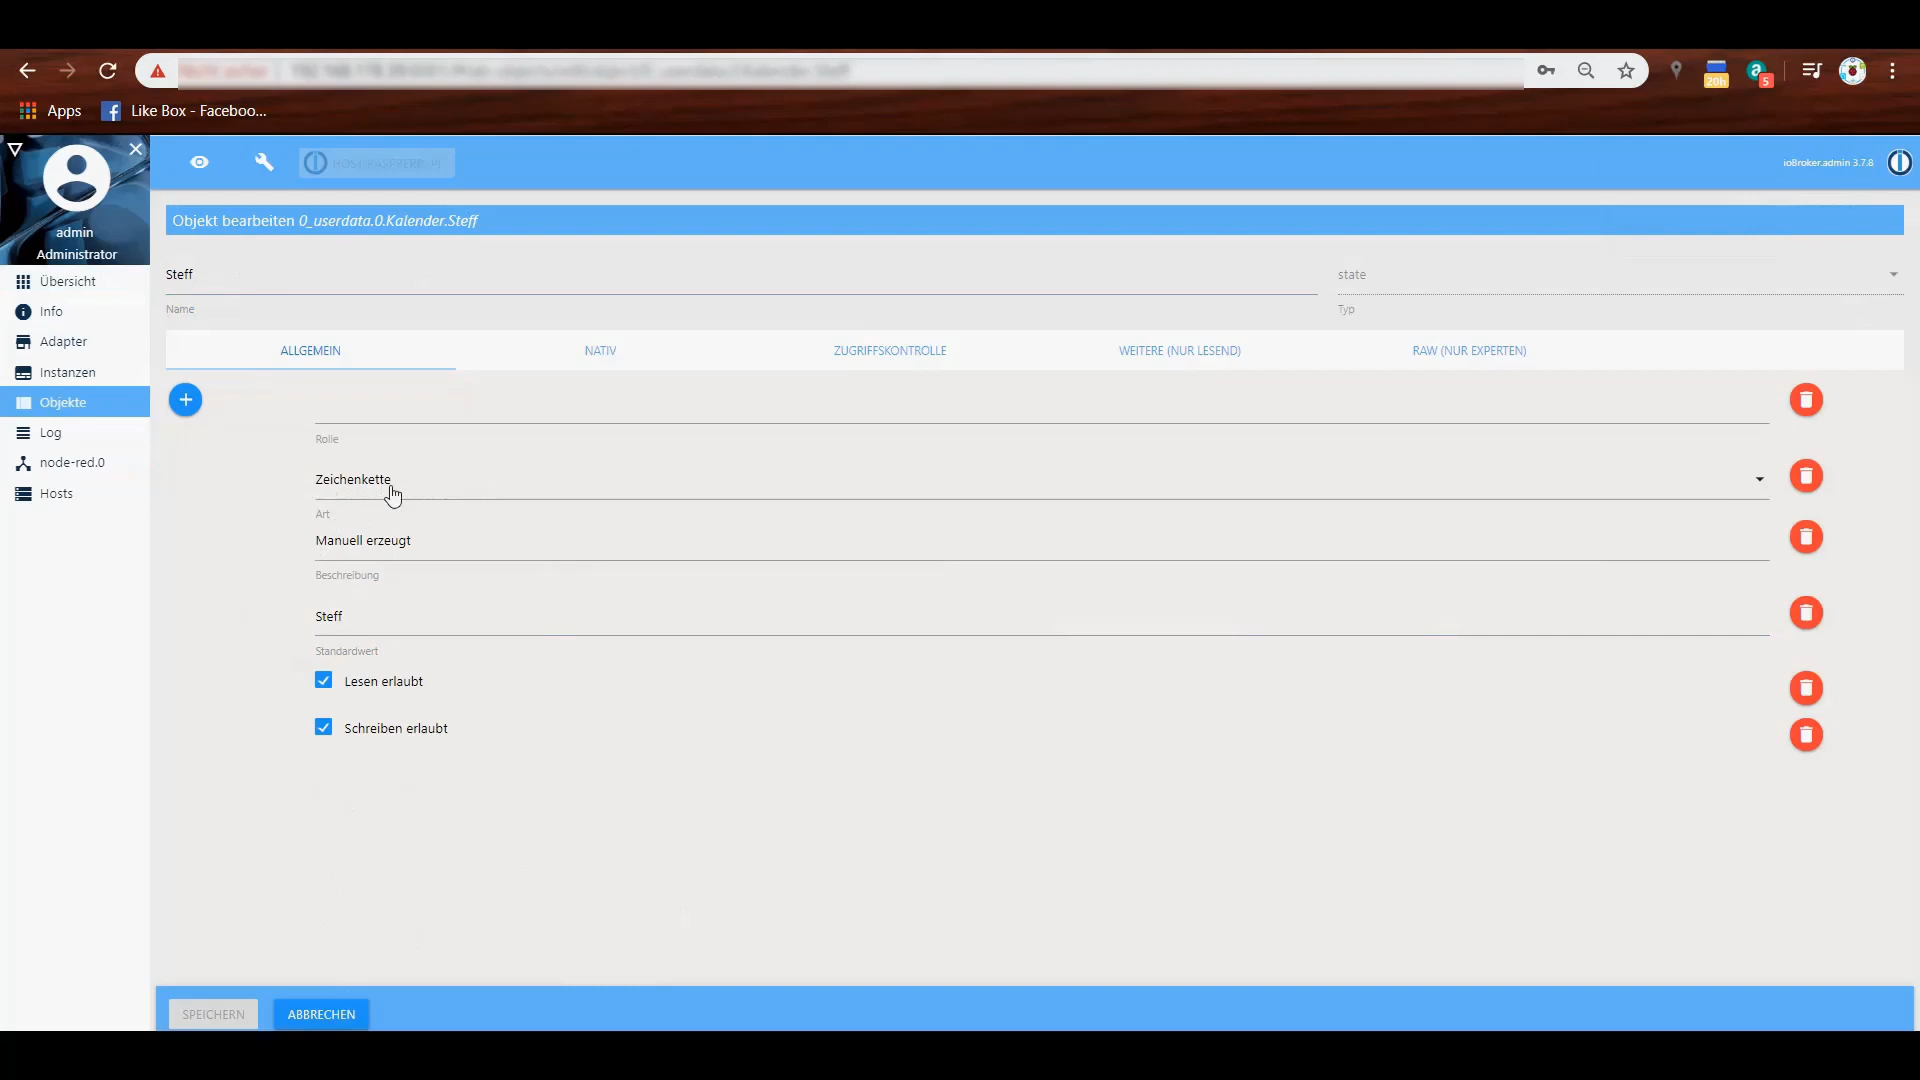 Apps
Like Box - Faceboo...
20h
a
5
admin
Administrator
ioBroker.admin 3.7.8
Übersicht
Info
Adapter
Instanzen
Objekte
Log
node-red.0
Hosts
Objekt bearbeiten 0_userdata.0.Kalender.Steff
Steff
Name
state
Typ
ALLGEMEIN
NATIV
ZUGRIFFSKONTROLLE
WEITERE (NUR LESEND)
RAW (NUR EXPERTEN)
Rolle
Zeichenkette
Art
Manuell erzeugt
Beschreibung
Steff
Standardwert
Lesen erlaubt
Schreiben erlaubt
SPEICHERN
ABBRECHEN